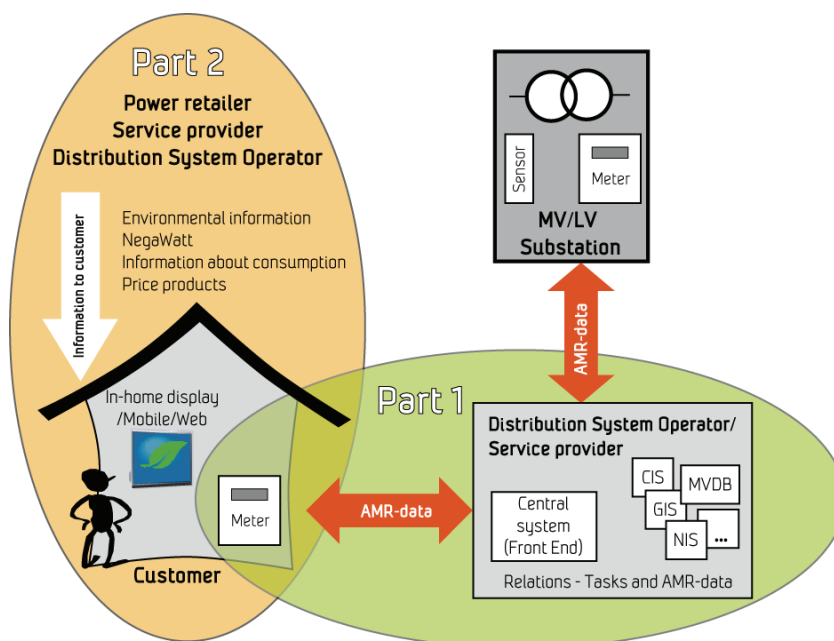 Part 2
Power retailer
Service provider
Distribution System Operator
Information to customer
Environmental information
NegaWatt
Information about consumption
Price products
In-home display
/Mobile/Web
Meter
Customer
Sensor
Meter
MV/LV
Substation
AMR-data
Part 1
AMR-data
Distribution System Operator/
Service provider
Central
system
(Front End)
CIS
MVDB
GIS
NIS
...
Relations - Tasks and AMR-data